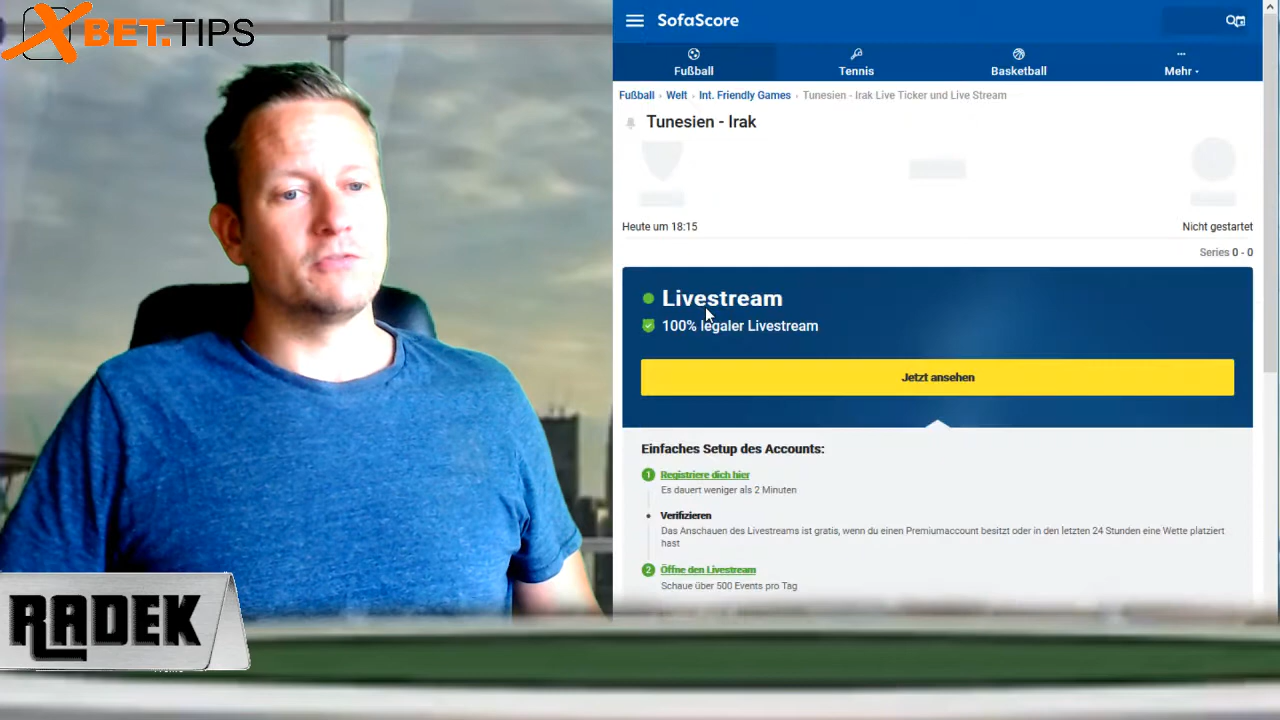 XBET.TIPS
SofaScore
Fußball
Tennis
Basketball
Mehr
Fußball › Welt › Int. Friendly Games › Tunesien - Irak Live Ticker und Live Stream
Tunesien - Irak
Heute um 18:15
Nicht gestartet
Series 0 - 0
Livestream
100% legaler Livestream
Jetzt ansehen
Einfaches Setup des Accounts:
1 Registriere dich hier
Es dauert weniger als 2 Minuten
Verifizieren
Das Anschauen des Livestreams ist gratis, wenn du einen Premiumaccount besitzt oder in den letzten 24 Stunden eine Wette platziert
hast
2 Öffne den Livestream
Schaue über 500 Events pro Tag
RADEK